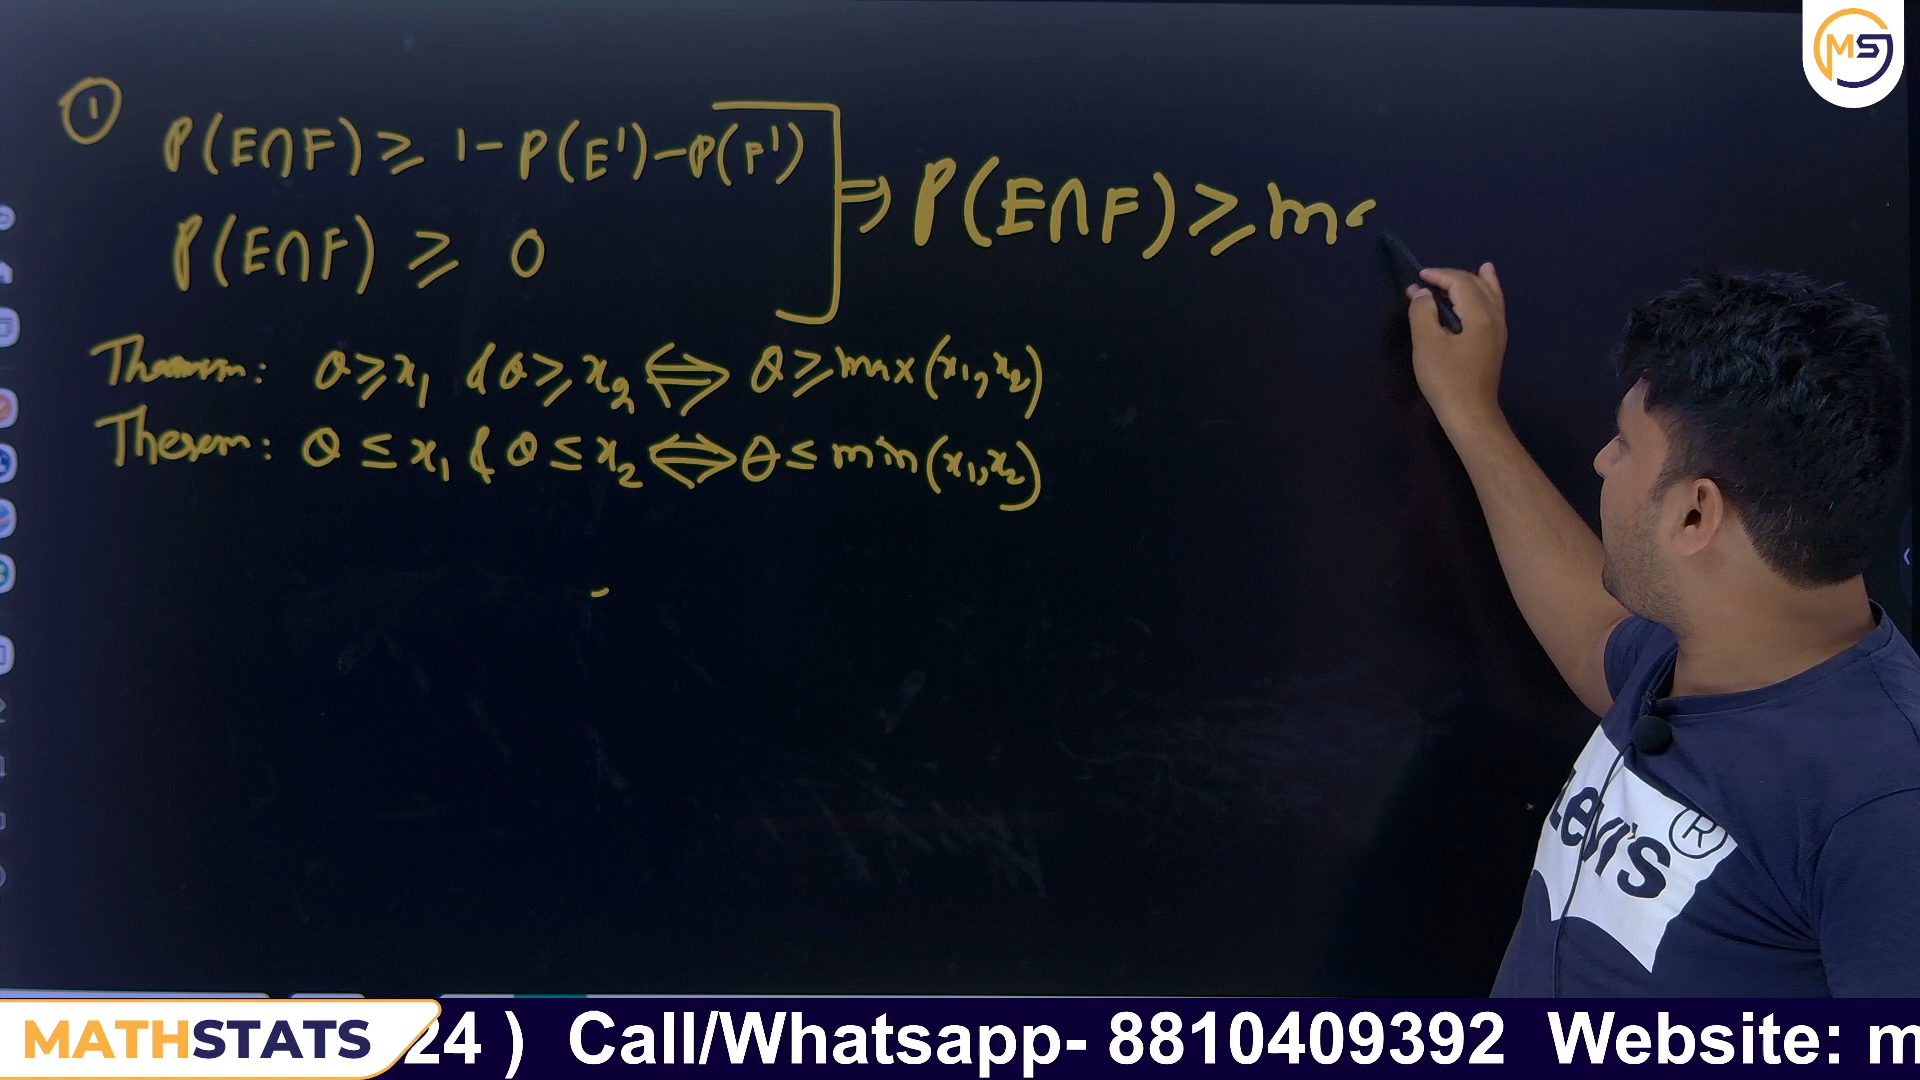 MS
①
P(E∩F) ≥ 1-P(E')-P(F')
P(E∩F) ≥ 0
⇒ P(E∩F) ≥ ma
Theorem: θ≥x₁ & θ≥x₂ ⇔ θ≥max(x₁,x₂)
Theorem: θ≤x₁ & θ≤x₂ ⇔ θ≤min(x₁,x₂)
Levi's ®
MATHSTATS 24 ) Call/Whatsapp- 8810409392 Website: m